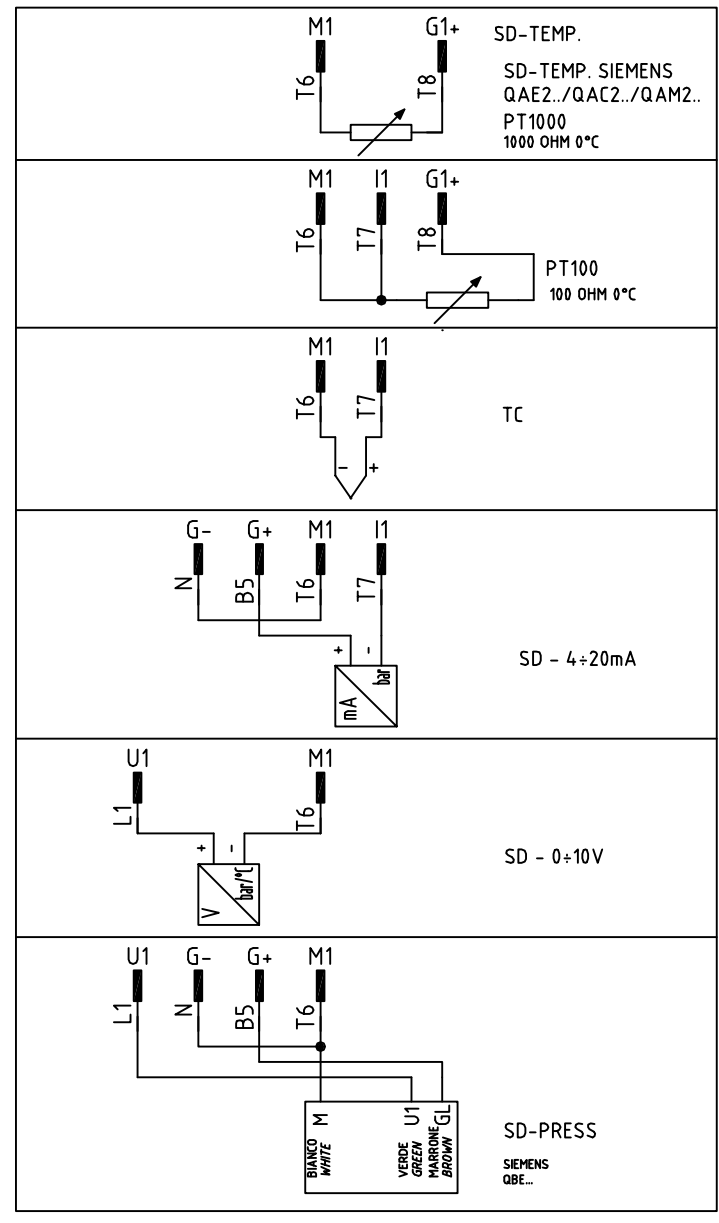 M1 G1+ SD-TEMP.
T6 T8
SD-TEMP. SIEMENS
QAE2../QAC2../QAM2..
PT1000
1000 OHM 0°C
M1 I1 G1+
T6 T7 T8
PT100
100 OHM 0°C
M1 I1
T6 T7
TC
- +
G- G+ M1 I1
N B5 T6 T7
+ -
SD - 4÷20mA
mA bar
U1 M1
L1 T6
+ -
SD - 0÷10V
V bar/°C
U1 G- G+ M1
L1 N B5 T6
M U1 GL
BIANCO
WHITE
VERDE
GREEN
MARRONE
BROWN
SD-PRESS
SIEMENS
QBE...